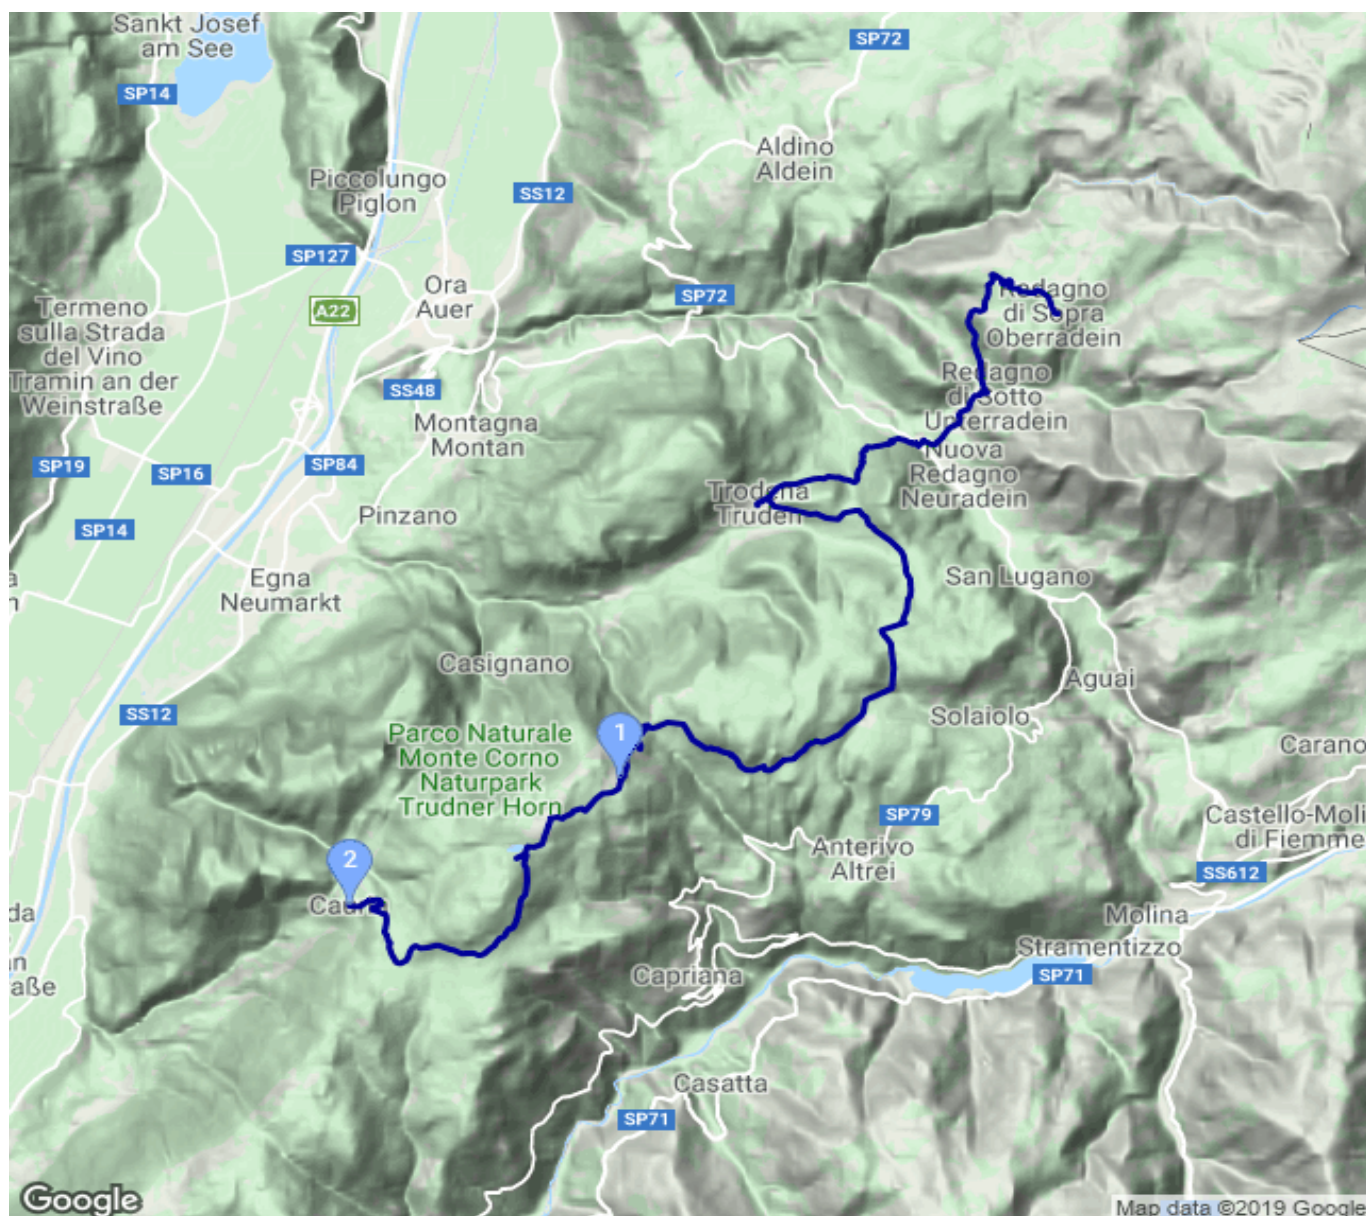 Sankt Josef
am See
SP72
SP14
Aldino
Aldein
Piccolungo
Piglon
SS12
SP127
Ora
Auer
SP72
A22
Redagno
di Sopra
Oberradein
Termeno
sulla Strada
del Vino
Tramin an der
Weinstraße
SS48
Redagno
di Sotto
Unterradein
Montagna
Montan
Nuova
Redagno
Neuradein
SP19
SP16
SP84
Trodena
Truden
Pinzano
SP14
Egna
Neumarkt
San Lugano
Casignano
Aguai
SS12
Solaiolo
Parco Naturale
Monte Corno
Naturpark
Trudner Horn
1
Carano
SP79
Castello-Moli
di Fiemme
Anterivo
Altrei
2
SS612
Molina
Stramentizzo
Capriana
SP71
aße
Casatta
SP71
Google
Map data ©2019 Google